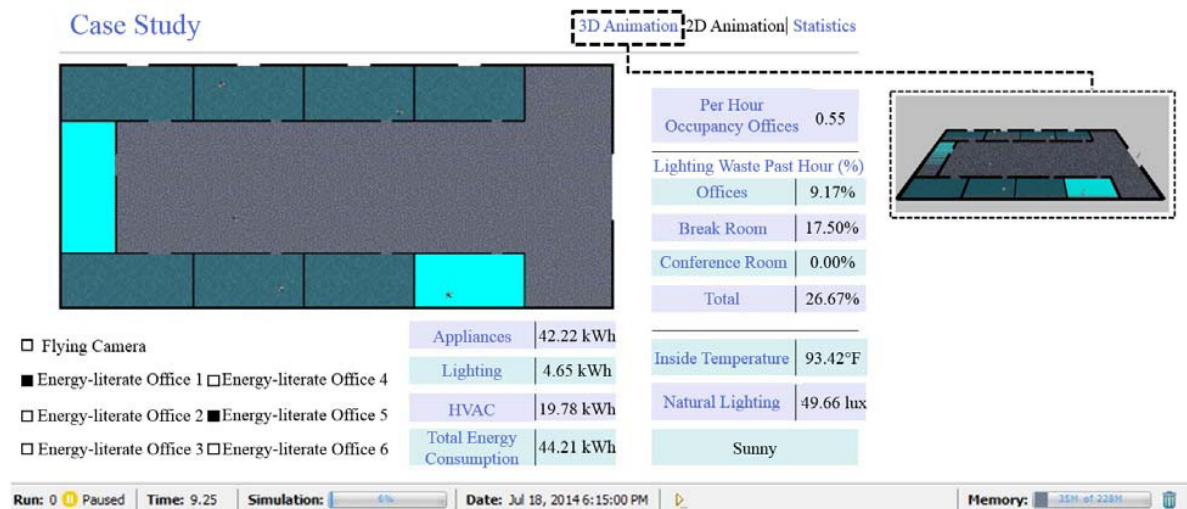 Case Study
3D Animation 2D Animation| Statistics
Per Hour
Occupancy Offices 0.55
Lighting Waste Past Hour (%)
Offices 9.17%
Break Room 17.50%
Conference Room 0.00%
Total 26.67%
Inside Temperature 93.42°F
Natural Lighting 49.66 lux
Sunny
Appliances 42.22 kWh
Lighting 4.65 kWh
HVAC 19.78 kWh
Total Energy
Consumption 44.21 kWh
Flying Camera
Energy-literate Office 1 Energy-literate Office 4
Energy-literate Office 2 Energy-literate Office 5
Energy-literate Office 3 Energy-literate Office 6
Run: 0 Paused Time: 9.25 Simulation: 6% Date: Jul 18, 2014 6:15:00 PM Memory: 35M of 228M